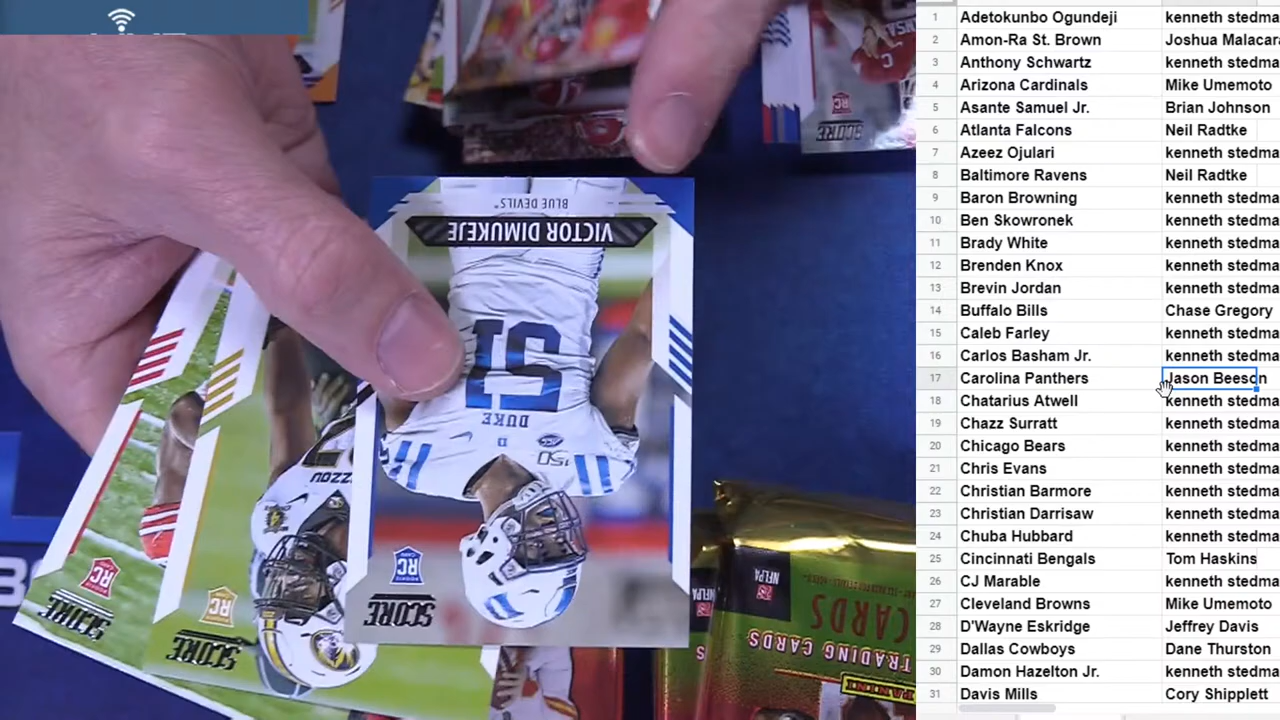 BLUE DEVILS
VICTOR DIMUKEJE
51
DUKE
D
150
RC
SCORE
MIZZOU
RC
SCORE
RC
SCORE
RC
SCORE
NFLPA
CARDS
TRADING CARDS
PANINI
1 Adetokunbo Ogundeji kenneth stedma
2 Amon-Ra St. Brown Joshua Malacar
3 Anthony Schwartz kenneth stedma
4 Arizona Cardinals Mike Umemoto
5 Asante Samuel Jr. Brian Johnson
6 Atlanta Falcons Neil Radtke
7 Azeez Ojulari kenneth stedma
8 Baltimore Ravens Neil Radtke
9 Baron Browning kenneth stedma
10 Ben Skowronek kenneth stedma
11 Brady White kenneth stedma
12 Brenden Knox kenneth stedma
13 Brevin Jordan kenneth stedma
14 Buffalo Bills Chase Gregory
15 Caleb Farley kenneth stedma
16 Carlos Basham Jr. kenneth stedma
17 Carolina Panthers Jason Beeson
18 Chatarius Atwell kenneth stedma
19 Chazz Surratt kenneth stedma
20 Chicago Bears kenneth stedma
21 Chris Evans kenneth stedma
22 Christian Barmore kenneth stedma
23 Christian Darrisaw kenneth stedma
24 Chuba Hubbard kenneth stedma
25 Cincinnati Bengals Tom Haskins
26 CJ Marable kenneth stedma
27 Cleveland Browns Mike Umemoto
28 D'Wayne Eskridge Jeffrey Davis
29 Dallas Cowboys Dane Thurston
30 Damon Hazelton Jr. kenneth stedma
31 Davis Mills Cory Shipplett